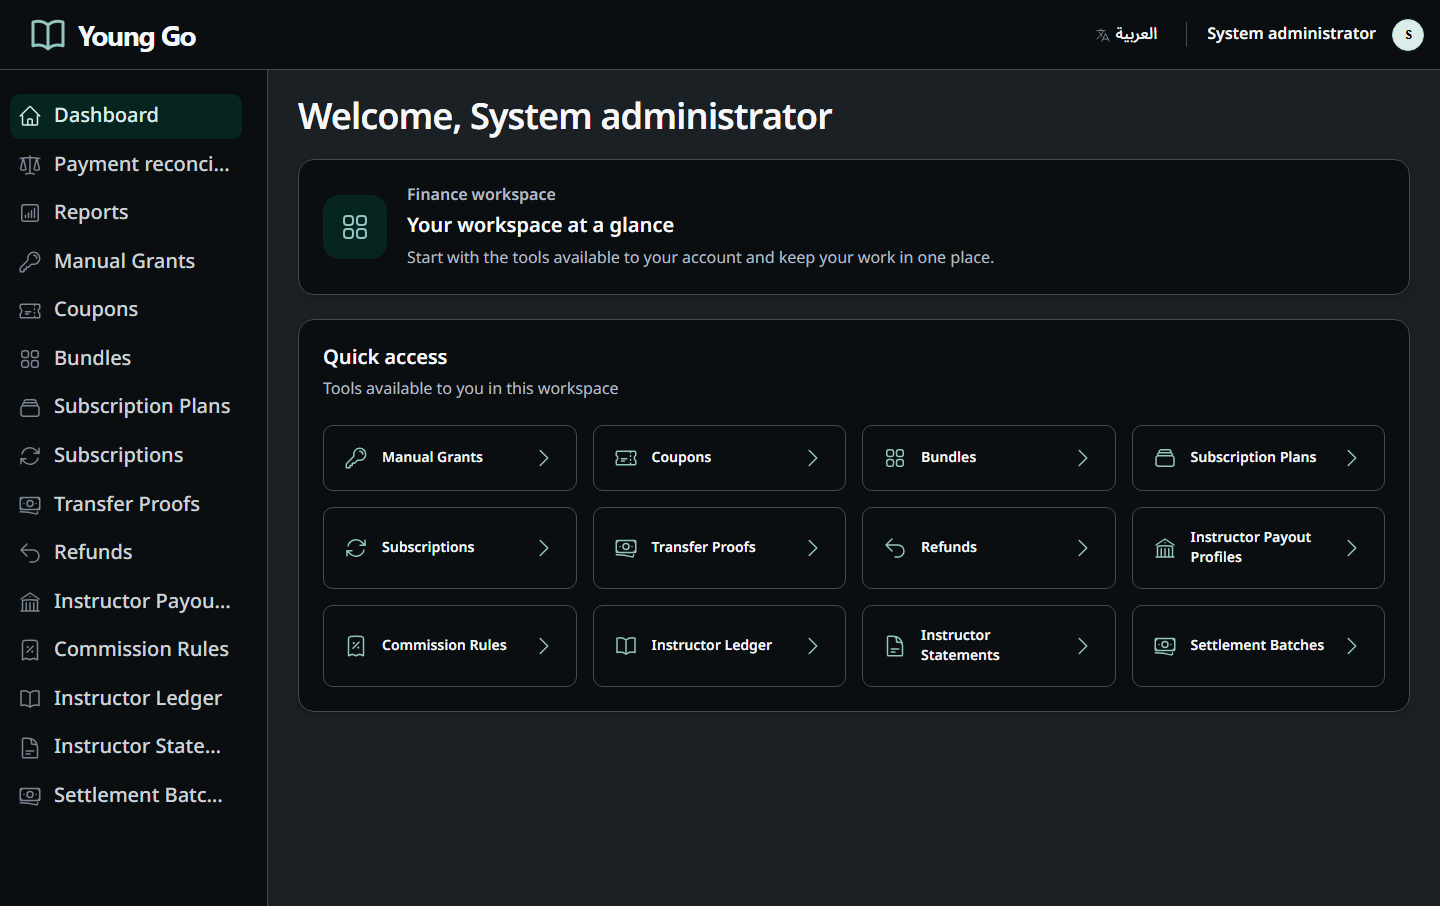 Young Go
العربية
System administrator
S
Dashboard
Payment reconci...
Reports
Manual Grants
Coupons
Bundles
Subscription Plans
Subscriptions
Transfer Proofs
Refunds
Instructor Payou...
Commission Rules
Instructor Ledger
Instructor State...
Settlement Batc...
Welcome, System administrator
Finance workspace
Your workspace at a glance
Start with the tools available to your account and keep your work in one place.
Quick access
Tools available to you in this workspace
Manual Grants
Coupons
Bundles
Subscription Plans
Subscriptions
Transfer Proofs
Refunds
Instructor Payout
Profiles
Commission Rules
Instructor Ledger
Instructor
Statements
Settlement Batches